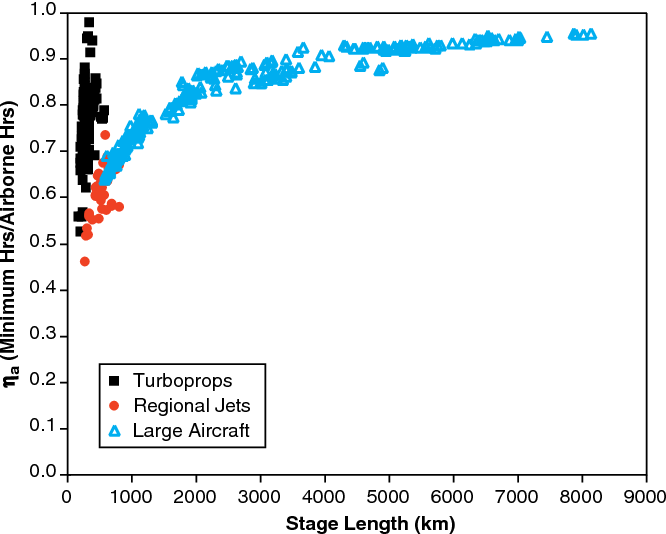 1.0
0.9
0.8
0.7
0.6
0.5
0.4
0.3
0.2
0.1
0.0
ηa (Minimum Hrs/Airborne Hrs)
Turboprops
Regional Jets
Large Aircraft
0 1000 2000 3000 4000 5000 6000 7000 8000 9000
Stage Length (km)